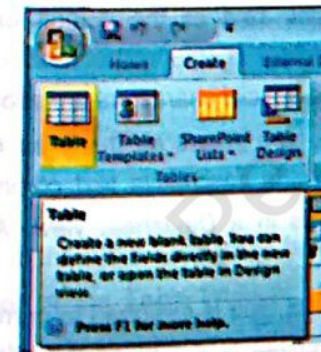 Home Create External
Table Table SharePoint Table
Templates Lists Design
Tables
Table
Create a new blank table. You can
define the fields directly in the new
table, or open the table in Design
view.
Press F1 for more help.